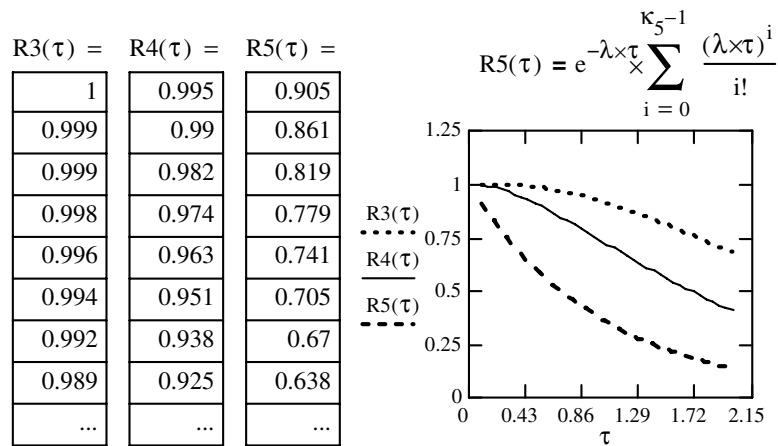 R3(τ) = R4(τ) = R5(τ) =
1 0.995 0.905
0.999 0.99 0.861
0.999 0.982 0.819
0.998 0.974 0.779
0.996 0.963 0.741
0.994 0.951 0.705
0.992 0.938 0.67
0.989 0.925 0.638
... ... ...
κ5−1
R5(τ) = e−λ×τ × ∑ (λ×τ)i
i!
i = 0
1.25
1
R3(τ) 0.75
R4(τ) 0.5
R5(τ)
0.25
0
0 0.43 0.86 1.29 1.72 2.15
τ